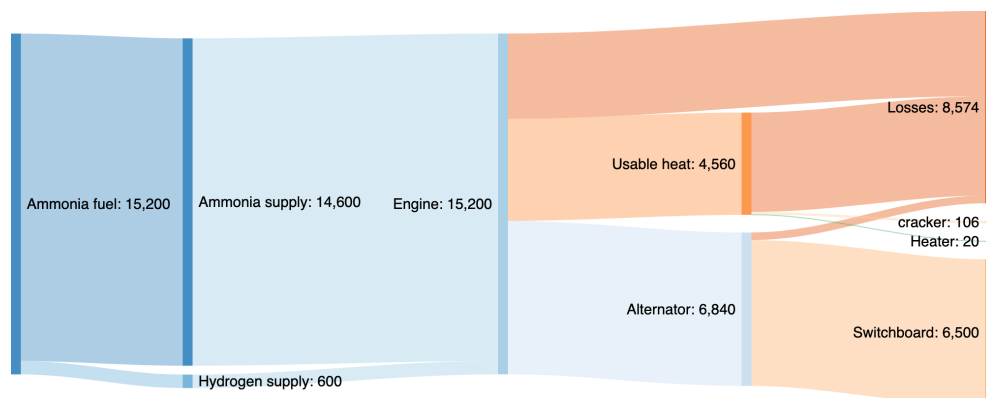 Ammonia fuel: 15,200
Ammonia supply: 14,600
Hydrogen supply: 600
Engine: 15,200
Usable heat: 4,560
Alternator: 6,840
Losses: 8,574
cracker: 106
Heater: 20
Switchboard: 6,500